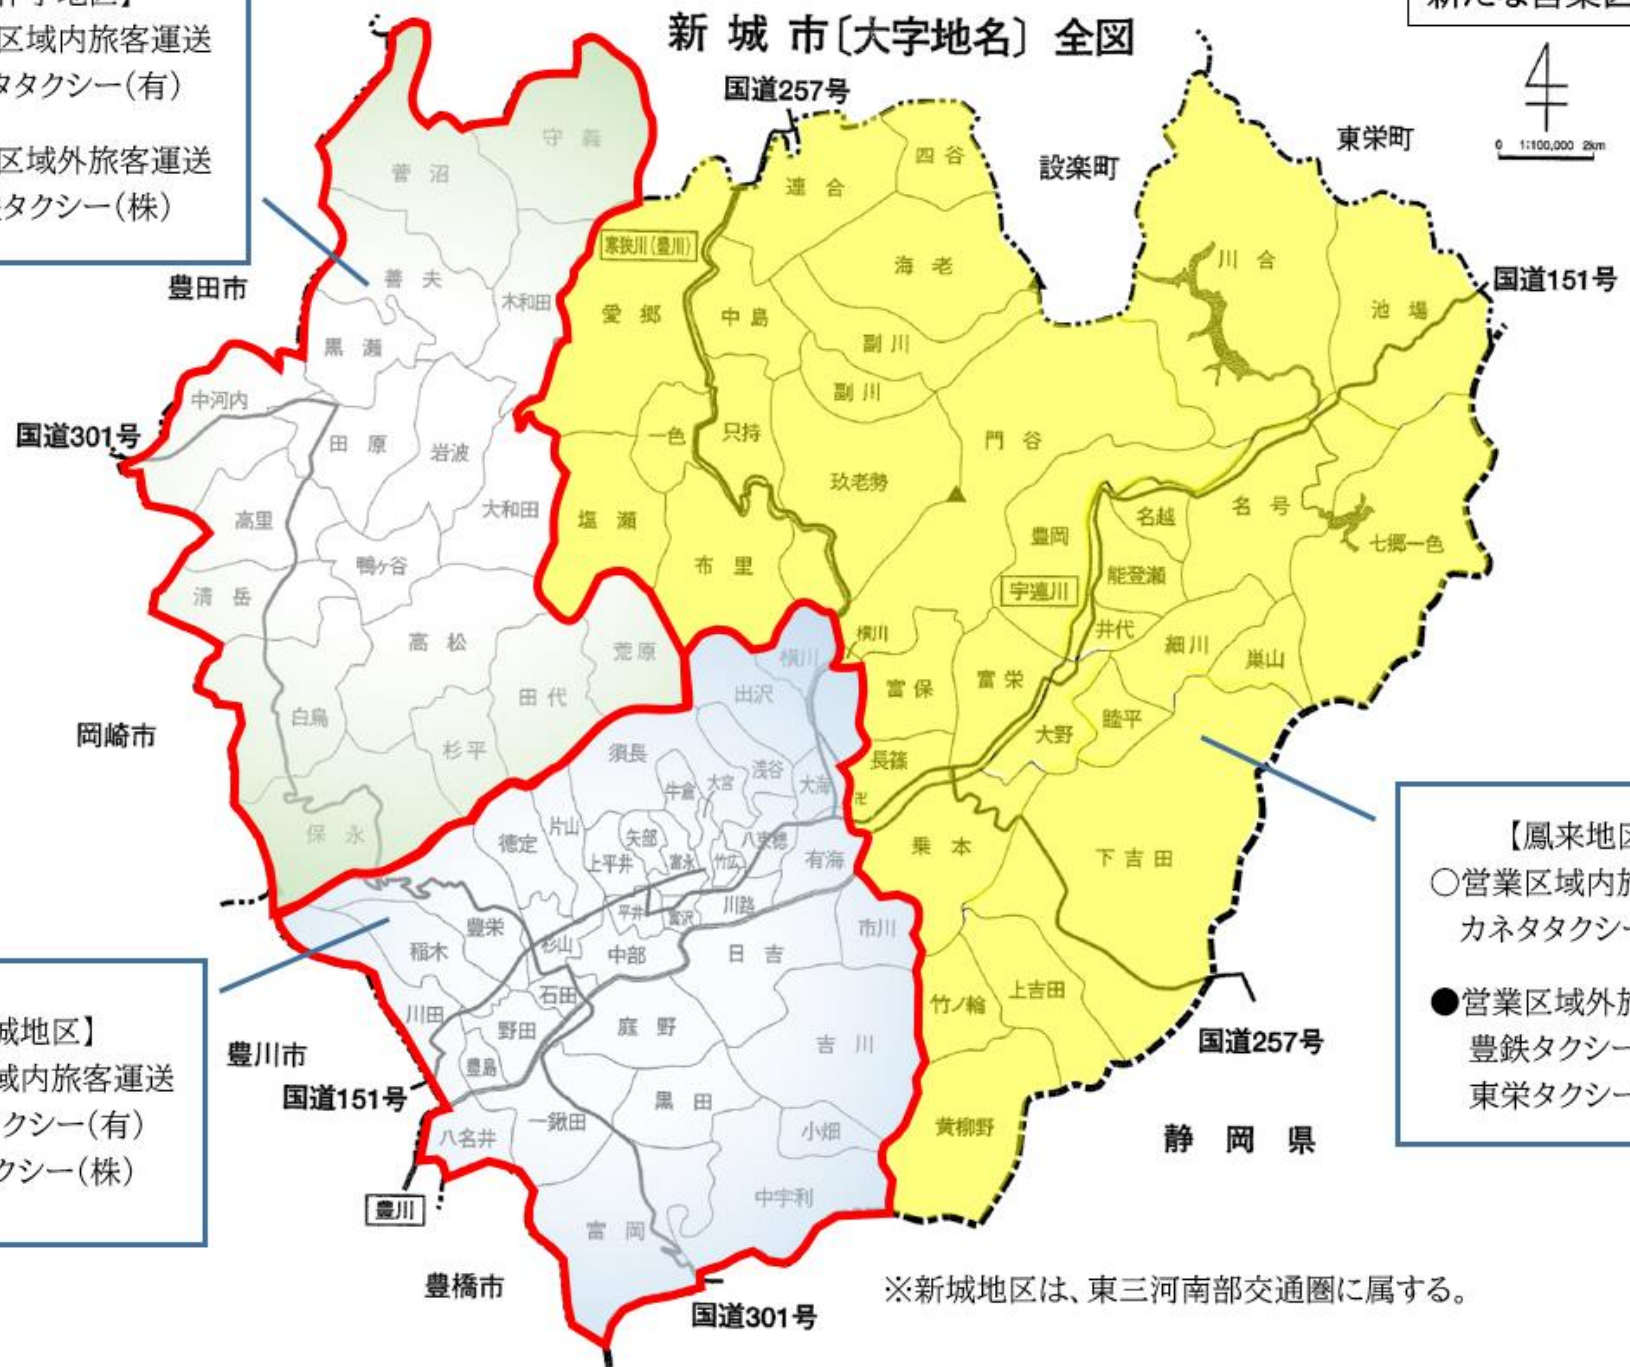 新城市〔大字地名〕全図
区域内旅客運送
タクシー(有)
区域外旅客運送
タクシー(株)
国道257号
設楽町
東栄町
0 1:100,000 2km
守義
菅沼
四谷
連合
寒狭川(豊川)
海老
川合
国道151号
豊田市
善夫
木和田
愛郷
中島
池場
黒瀬
副川
副川
中河内
国道301号
田原
岩波
一色
只持
門谷
玖老勢
高里
大和田
塩瀬
豊岡
名越
名号
七郷一色
鴨ヶ谷
布里
能登瀬
宇連川
清岳
高松
荒原
横川
横川
井代
細川
巣山
田代
出沢
富保
富栄
白鳥
岡崎市
杉平
須長
大野
睦平
長篠
牛倉
大宮
浅谷
大海
卍
保永
徳定
片山
矢部
八束穂
上平井
富永
竹広
有海
乗本
下吉田
【鳳来地区
○営業区域内旅
カネタタクシー
●営業区域外旅
豊鉄タクシー
東栄タクシー
平井
富沢
川路
豊栄
稲木
杉山
中部
日吉
市川
石田
川田
野田
庭野
吉川
竹ノ輪
上吉田
豊島
城地区】
域内旅客運送
クシー(有)
クシー(株)
豊川市
国道151号
国道257号
黒田
一鍬田
八名井
小畑
黄柳野
静岡県
豊川
中宇利
富岡
豊橋市
国道301号
※新城地区は、東三河南部交通圏に属する。